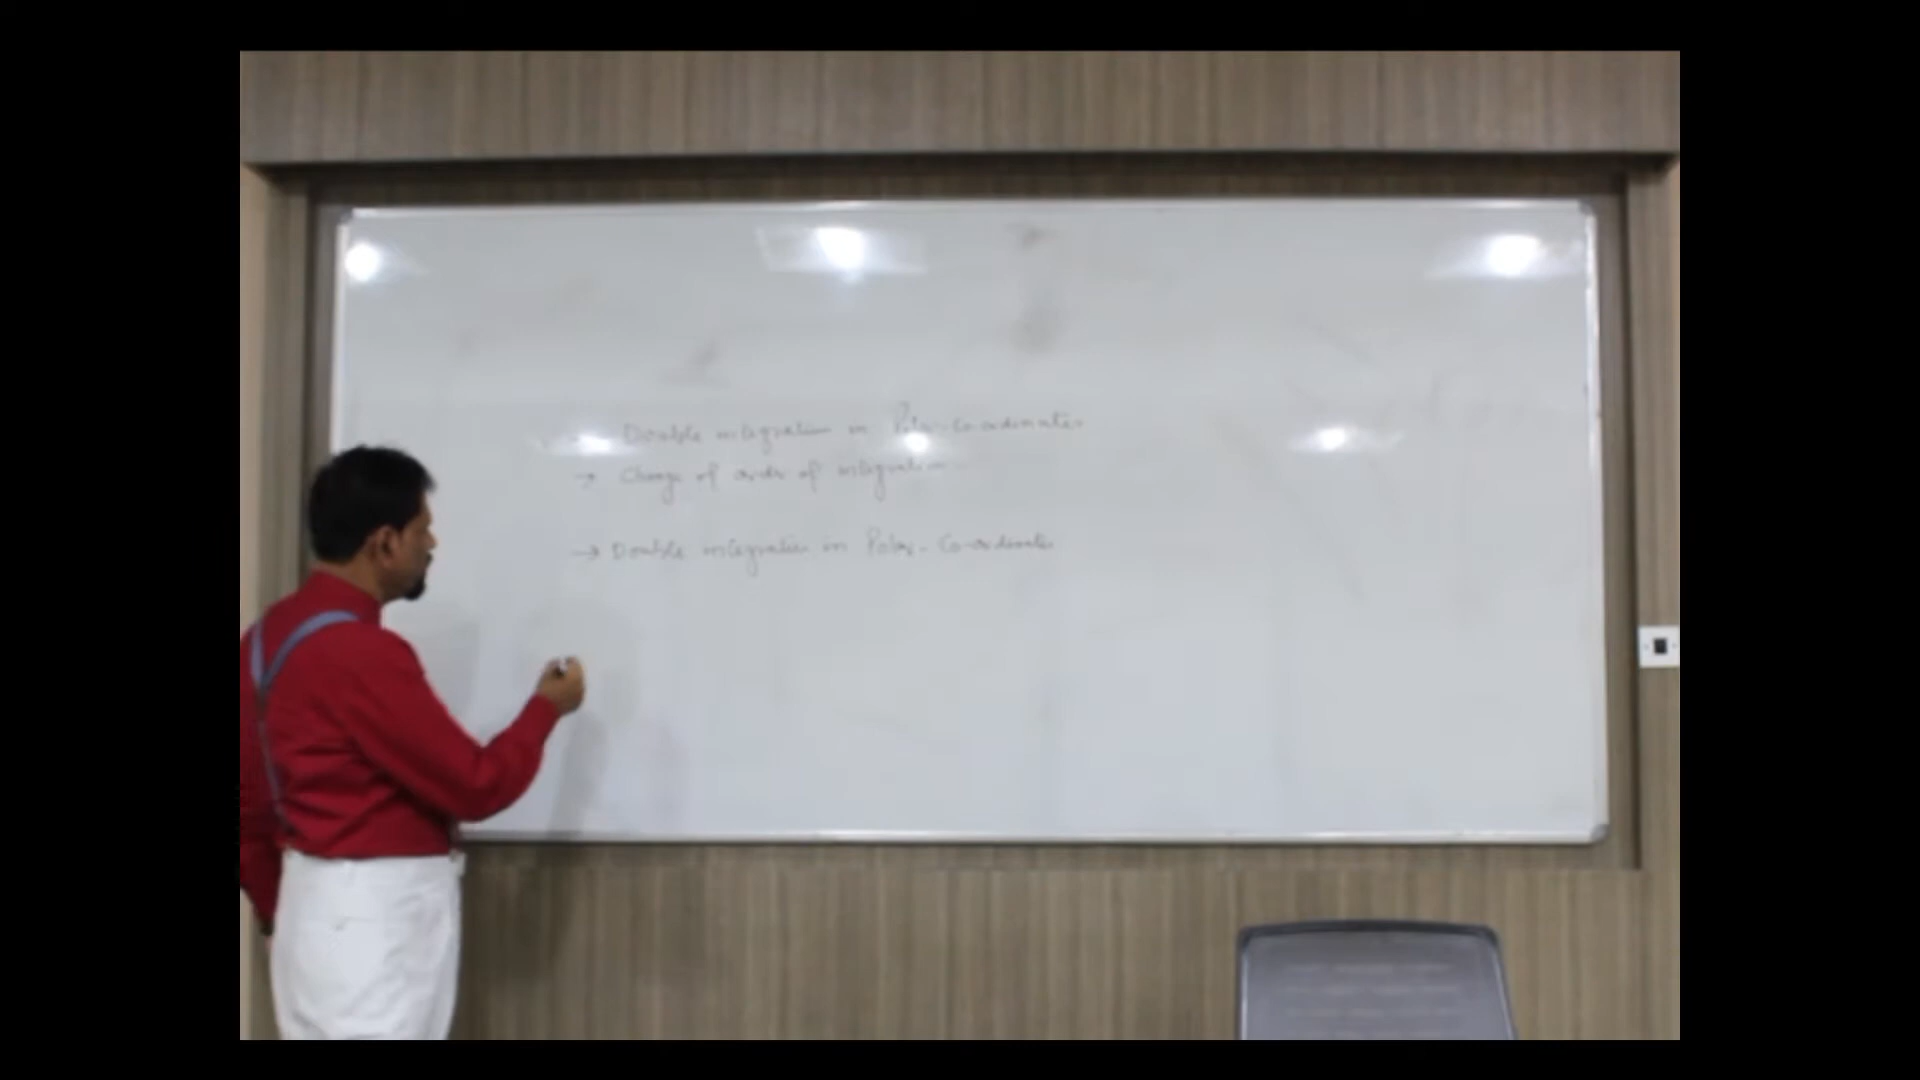 Double integration in Polar-Co-ordinates
→ Change of order of integration.
→ Double integration in Polar-Co-ordinates